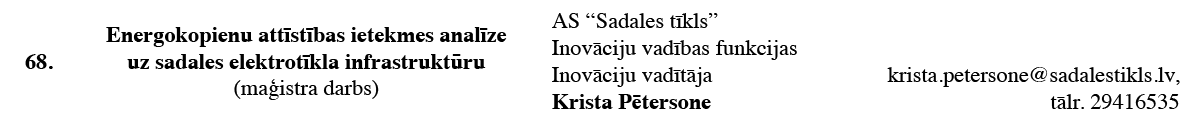 68.
Energokopienu attīstības ietekmes analīze
uz sadales elektrotīkla infrastruktūru
(maģistra darbs)
AS “Sadales tīkls”
Inovāciju vadības funkcijas
Inovāciju vadītāja
Krista Pētersone
krista.petersone@sadalestikls.lv,
tālr. 29416535